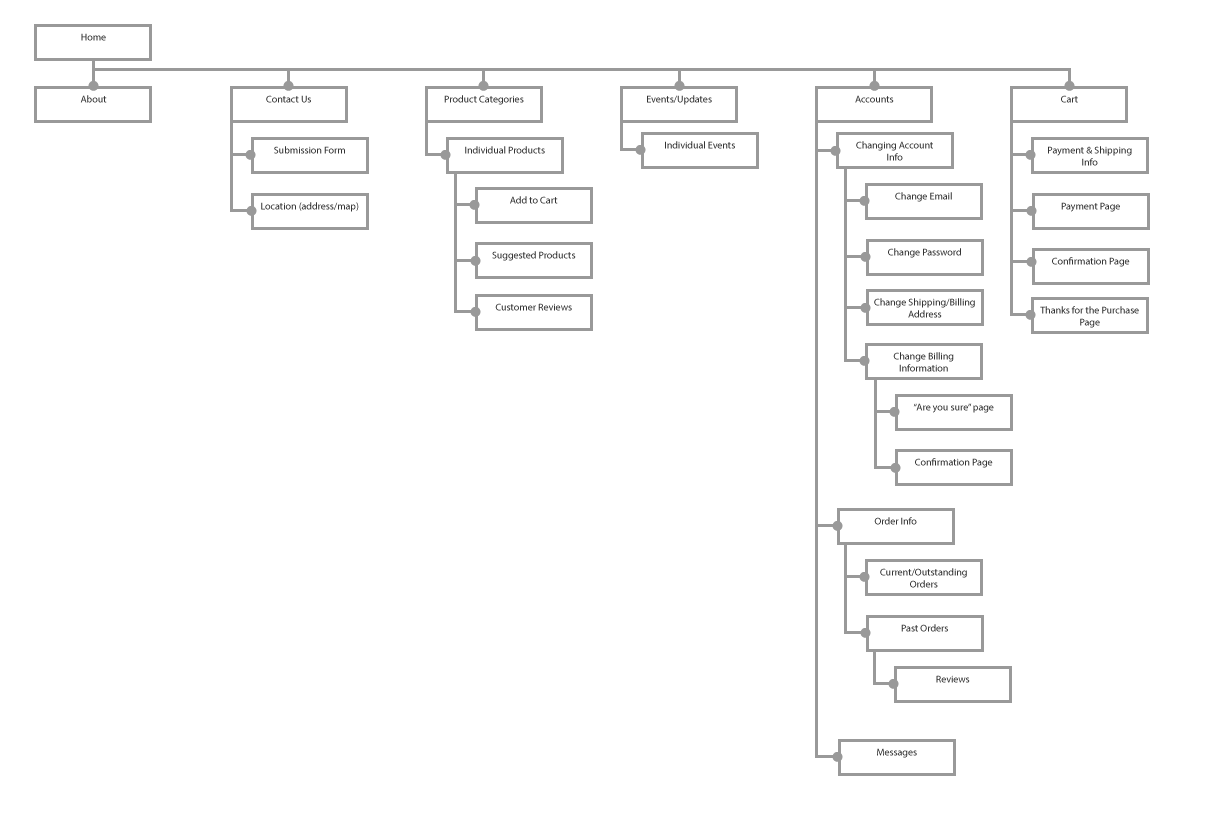 Home
About
Contact Us
Submission Form
Location (address/map)
Product Categories
Individual Products
Add to Cart
Suggested Products
Customer Reviews
Events/Updates
Individual Events
Accounts
Changing Account
Info
Change Email
Change Password
Change Shipping/Billing
Address
Change Billing
Information
“Are you sure” page
Confirmation Page
Order Info
Current/Outstanding
Orders
Past Orders
Reviews
Messages
Cart
Payment & Shipping
Info
Payment Page
Confirmation Page
Thanks for the Purchase
Page